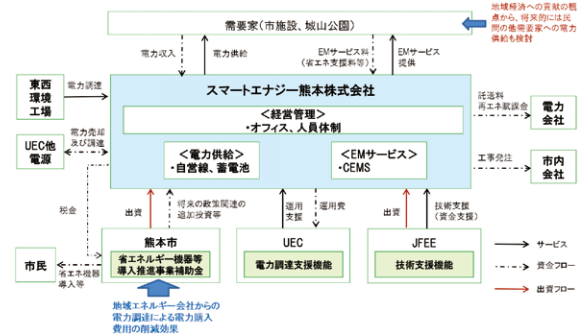 需要家(市施設、城山公園)
地域経済への貢献の観
点から、将来的には民
間の他需要家への電力
供給も検討
電力収入
電力供給
EMサービス料
(省エネ支援料等)
EMサービス
提供
東西
環境
工場
電力調達
スマートエナジー熊本株式会社
<経営管理>
・オフィス、人員体制
託送料
再エネ賦課金
電力
会社
UEC他
電源
電力売却
及び調達
<電力供給>
・自営線、蓄電池
<EMサービス>
・CEMS
工事発注
市内
会社
税金
出資
将来の政策関連の
追加投資等
運用
支援
運用費
出資
技術支援
(資金支援)
市民
省エネ機器
導入等
熊本市
省エネルギー機器等
導入推進事業補助金
UEC
電力調達支援機能
JFEE
技術支援機能
サービス
資金フロー
出資フロー
地域エネルギー会社からの
電力調達による電力購入
費用の削減効果